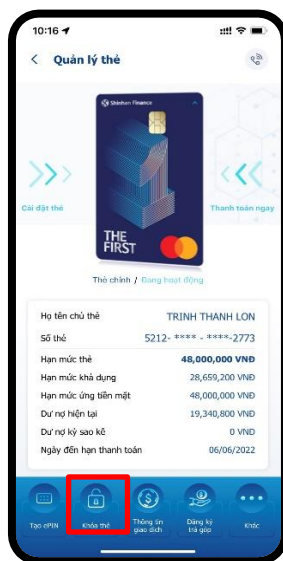 10:16
Quản lý thẻ
Shinhan Finance
Cài đặt thẻ
Thanh toán ngay
THE
FIRST
Thẻ chính / Đang hoạt động
Họ tên chủ thẻ TRINH THANH LON
Số thẻ 5212- **** - ****-2773
Hạn mức thẻ 48,000,000 VNĐ
Hạn mức khả dụng 28,659,200 VNĐ
Hạn mức ứng tiền mặt 48,000,000 VNĐ
Dư nợ hiện tại 19,340,800 VNĐ
Dư nợ kỳ sao kê 0 VNĐ
Ngày đến hạn thanh toán 06/06/2022
Tạo ePIN Khóa thẻ Thông tin giao dịch Đăng ký trả góp Khác